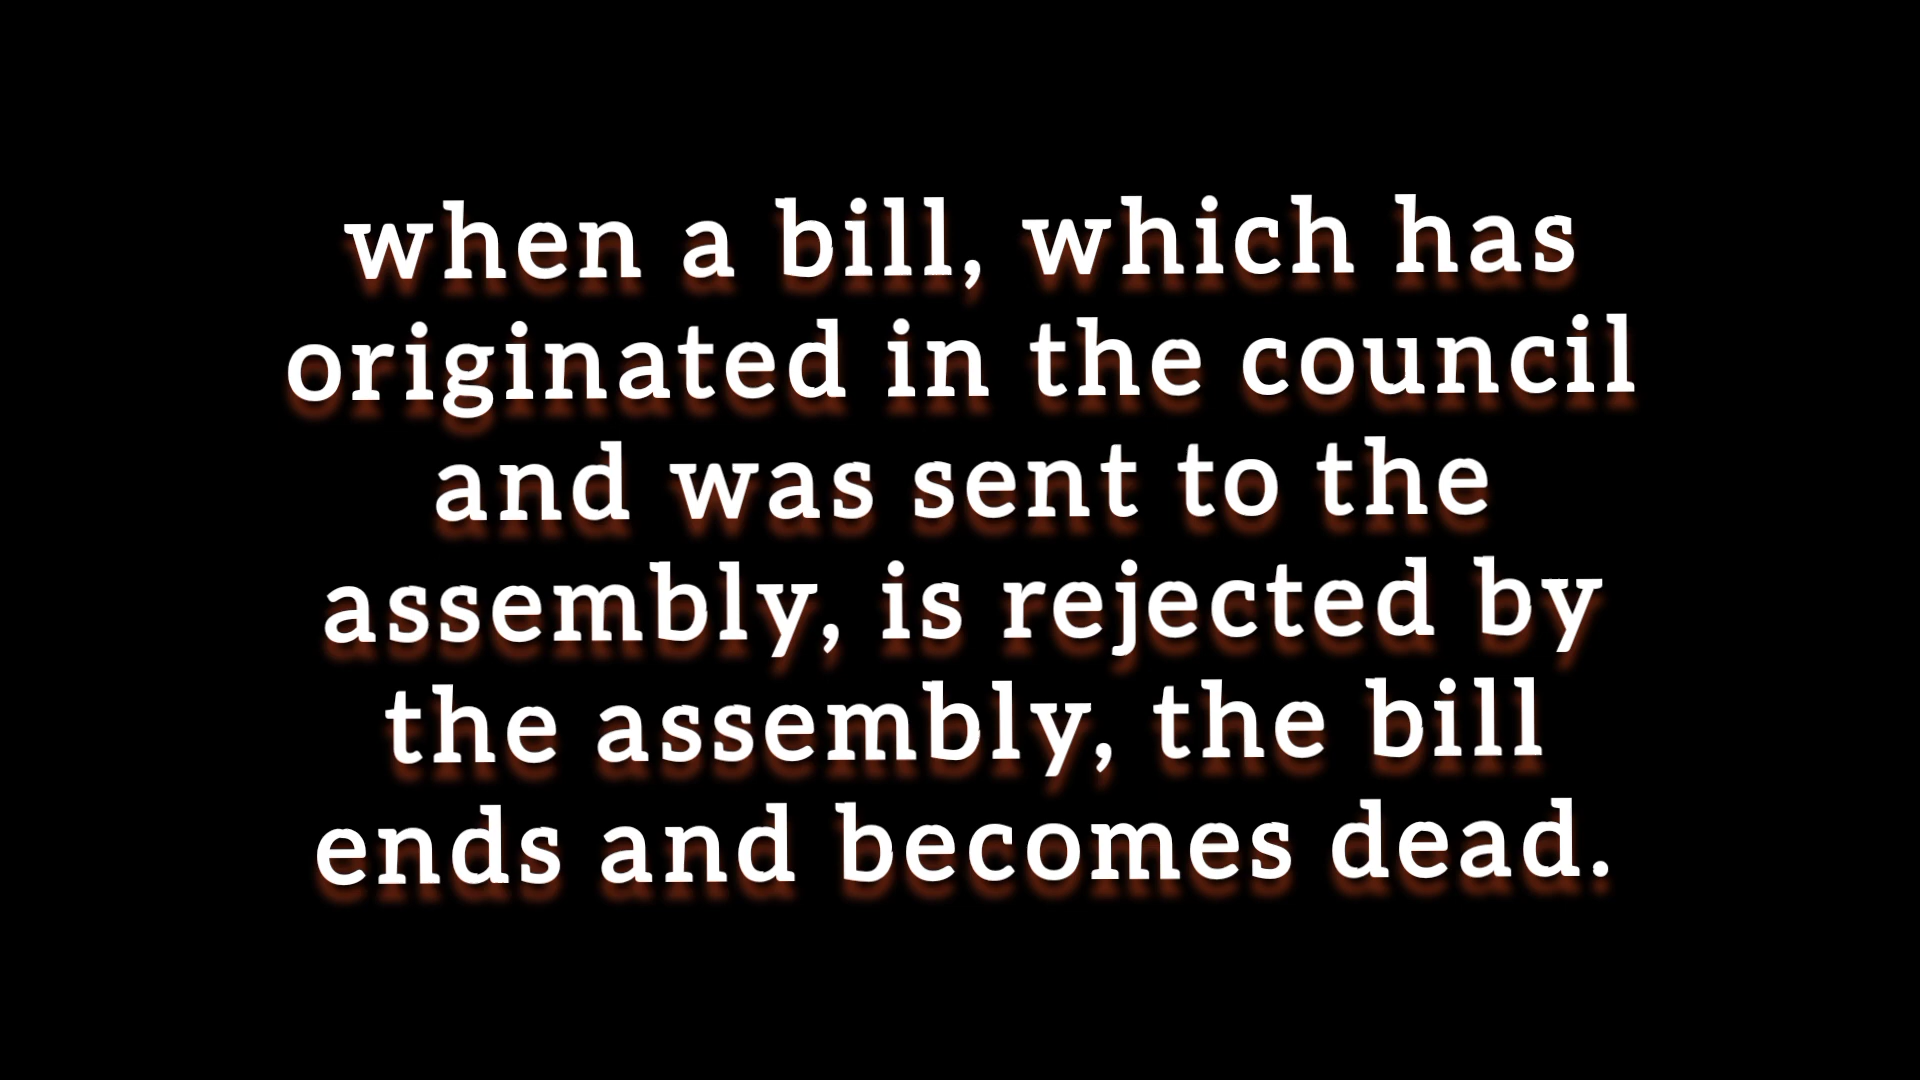 when a bill, which has
originated in the council
and was sent to the
assembly, is rejected by
the assembly, the bill
ends and becomes dead.